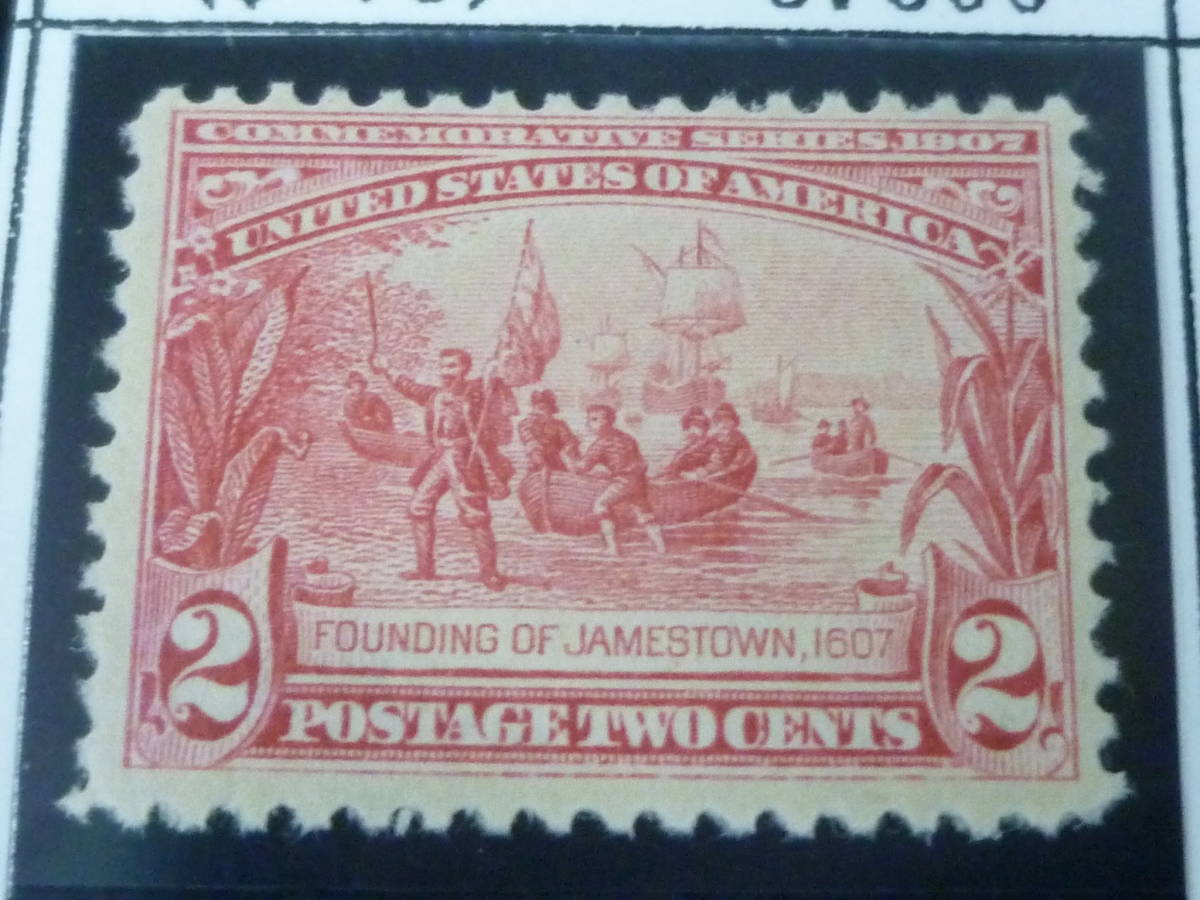 COMMEMORATIVE SERIES, 1907
UNITED STATES OF AMERICA
FOUNDING OF JAMESTOWN, 1607
2 2
POSTAGE TWO CENTS